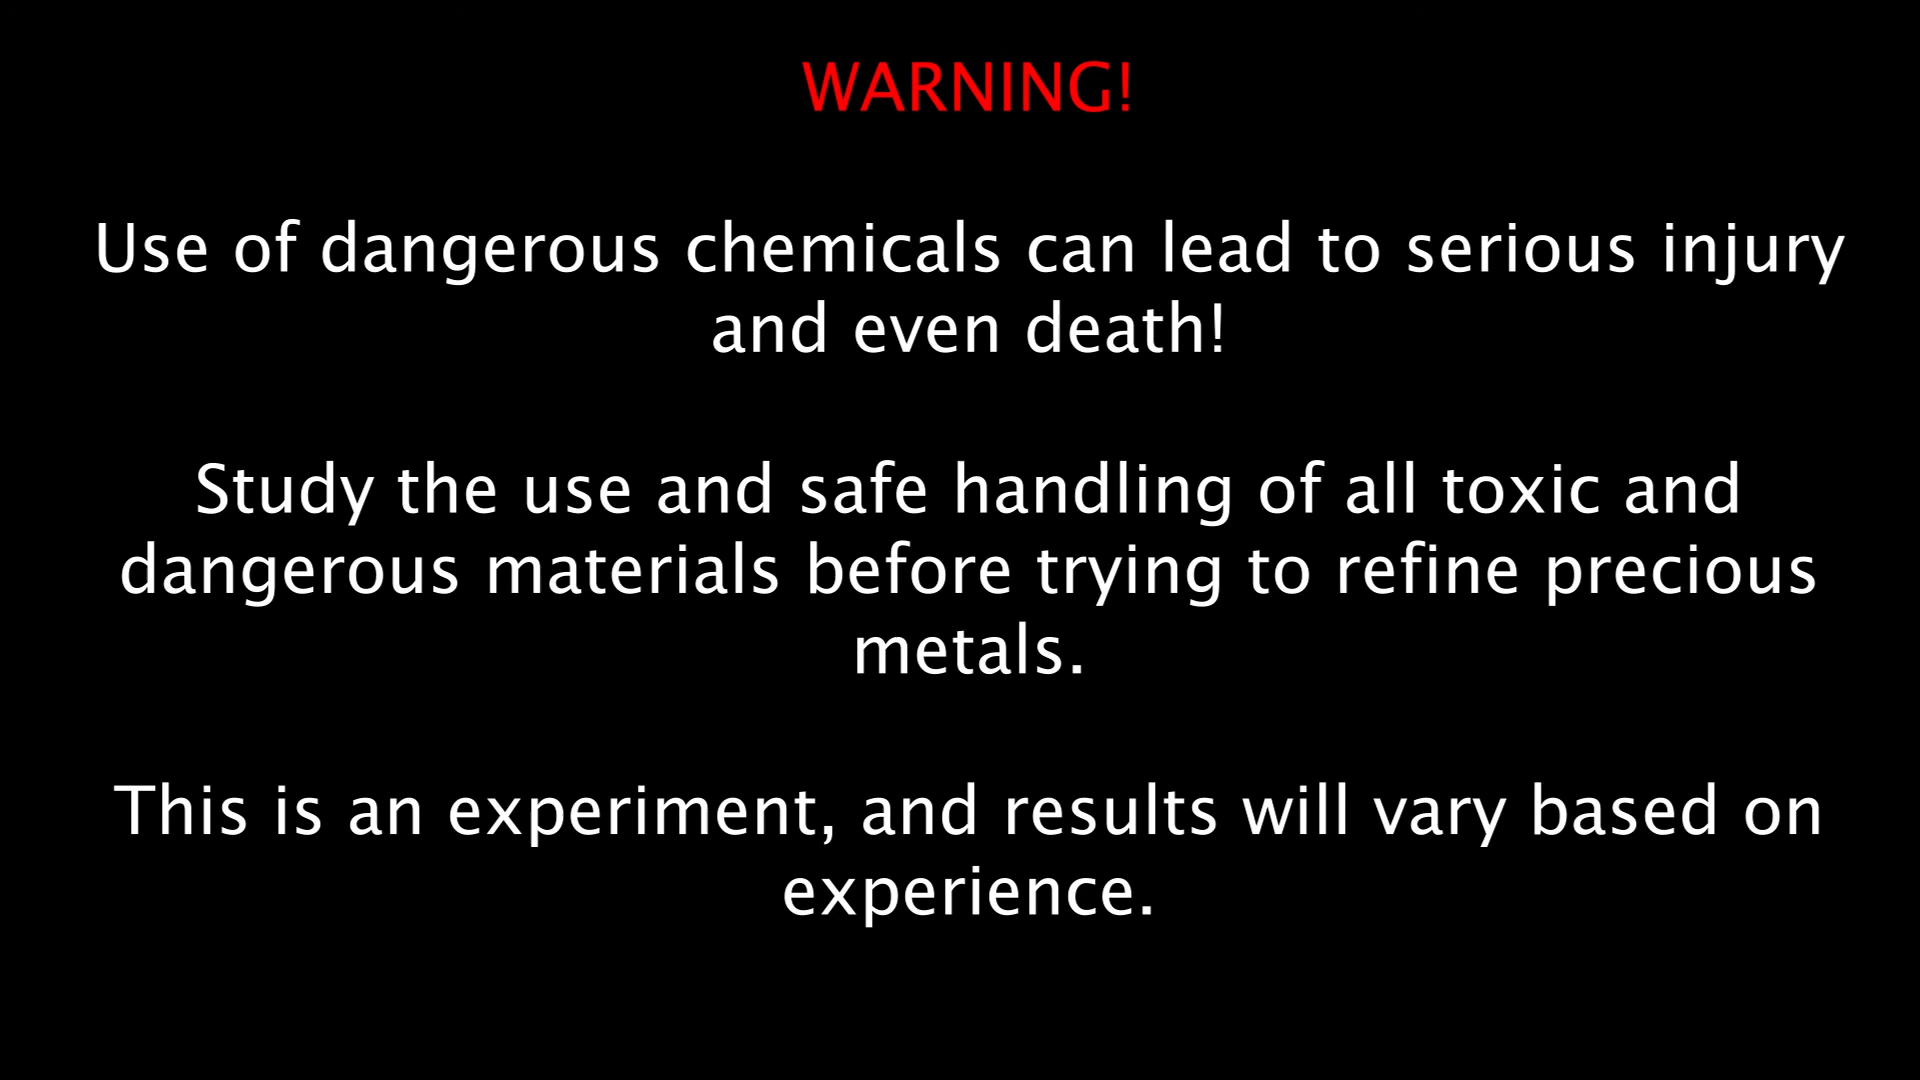 WARNING!
Use of dangerous chemicals can lead to serious injury
and even death!
Study the use and safe handling of all toxic and
dangerous materials before trying to refine precious
metals.
This is an experiment, and results will vary based on
experience.